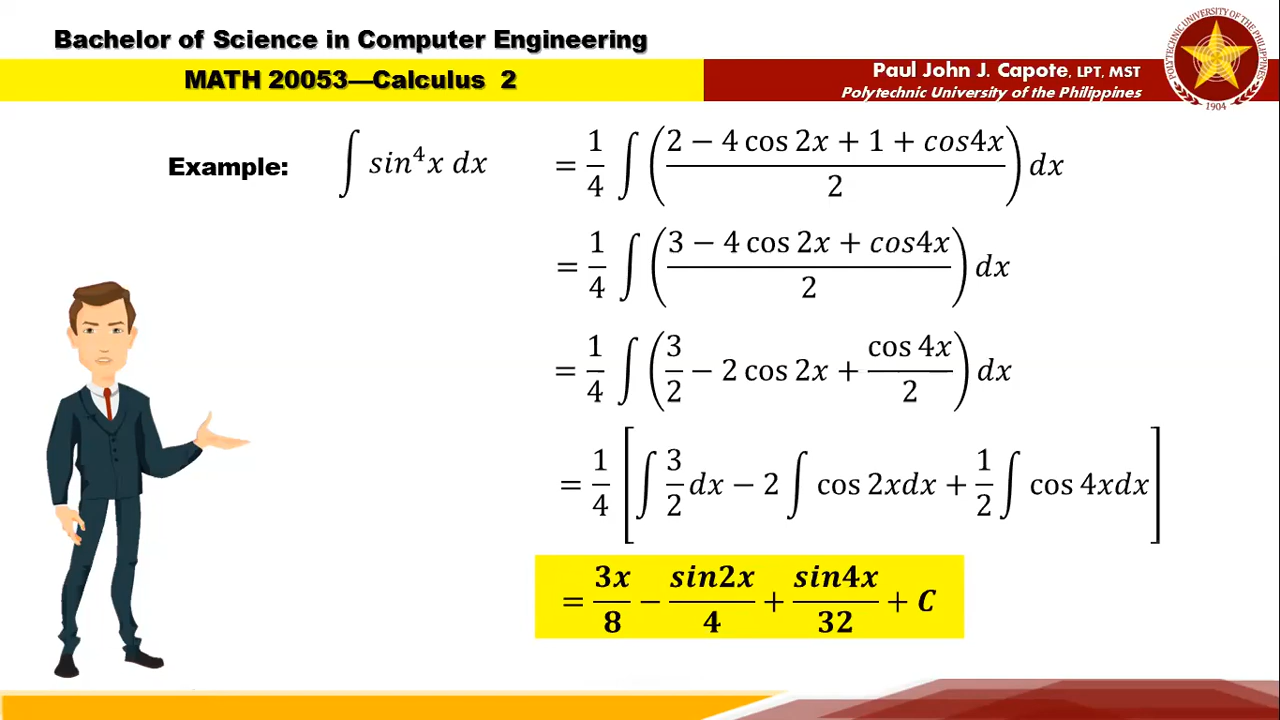 Bachelor of Science in Computer Engineering
MATH 20053—Calculus 2
Paul John J. Capote, LPT, MST
Polytechnic University of the Philippines
POLYTECHNIC UNIVERSITY OF THE PHILIPPINES
1904
Example: ∫ sin⁴x dx = 1/4 ∫ ((2 − 4 cos 2x + 1 + cos4x)/2) dx
= 1/4 ∫ ((3 − 4 cos 2x + cos4x)/2) dx
= 1/4 ∫ (3/2 − 2 cos 2x + cos 4x/2) dx
= 1/4 [∫ 3/2 dx − 2 ∫ cos 2xdx + 1/2 ∫ cos 4xdx]
= 3x/8 − sin2x/4 + sin4x/32 + C